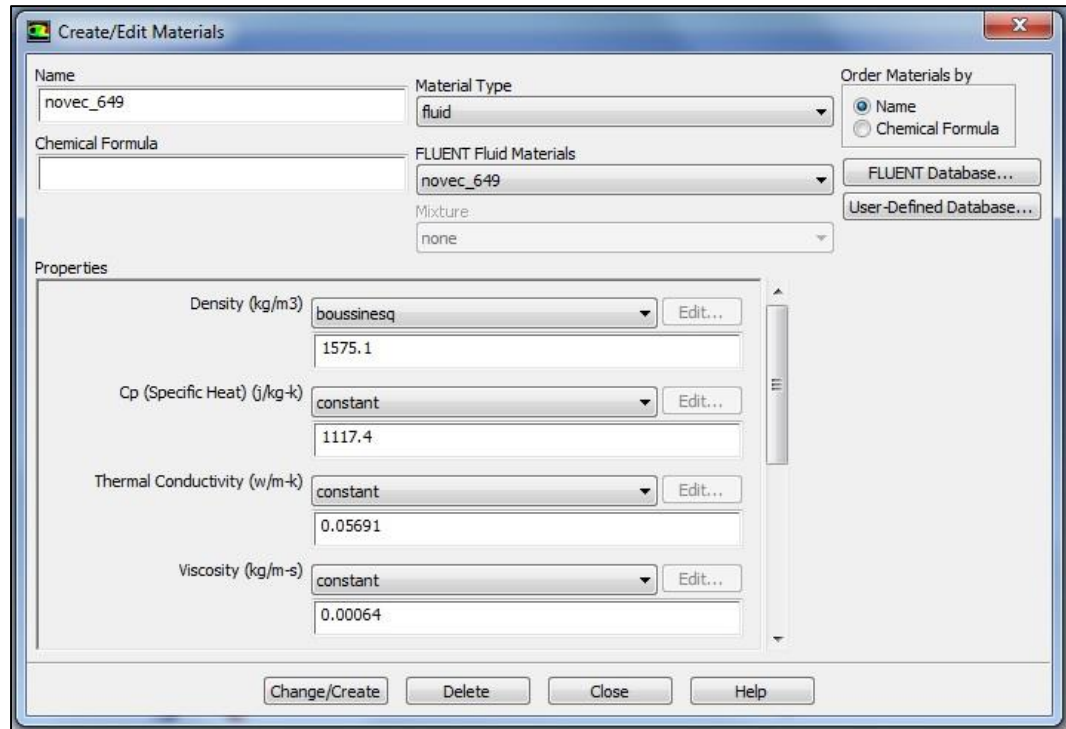 Create/Edit Materials
Name
novec_649
Chemical Formula
Material Type
fluid
FLUENT Fluid Materials
novec_649
Mixture
none
Order Materials by
Name
Chemical Formula
FLUENT Database...
User-Defined Database...
Properties
Density (kg/m3) boussinesq Edit...
1575.1
Cp (Specific Heat) (j/kg-k) constant Edit...
1117.4
Thermal Conductivity (w/m-k) constant Edit...
0.05691
Viscosity (kg/m-s) constant Edit...
0.00064
Change/Create Delete Close Help